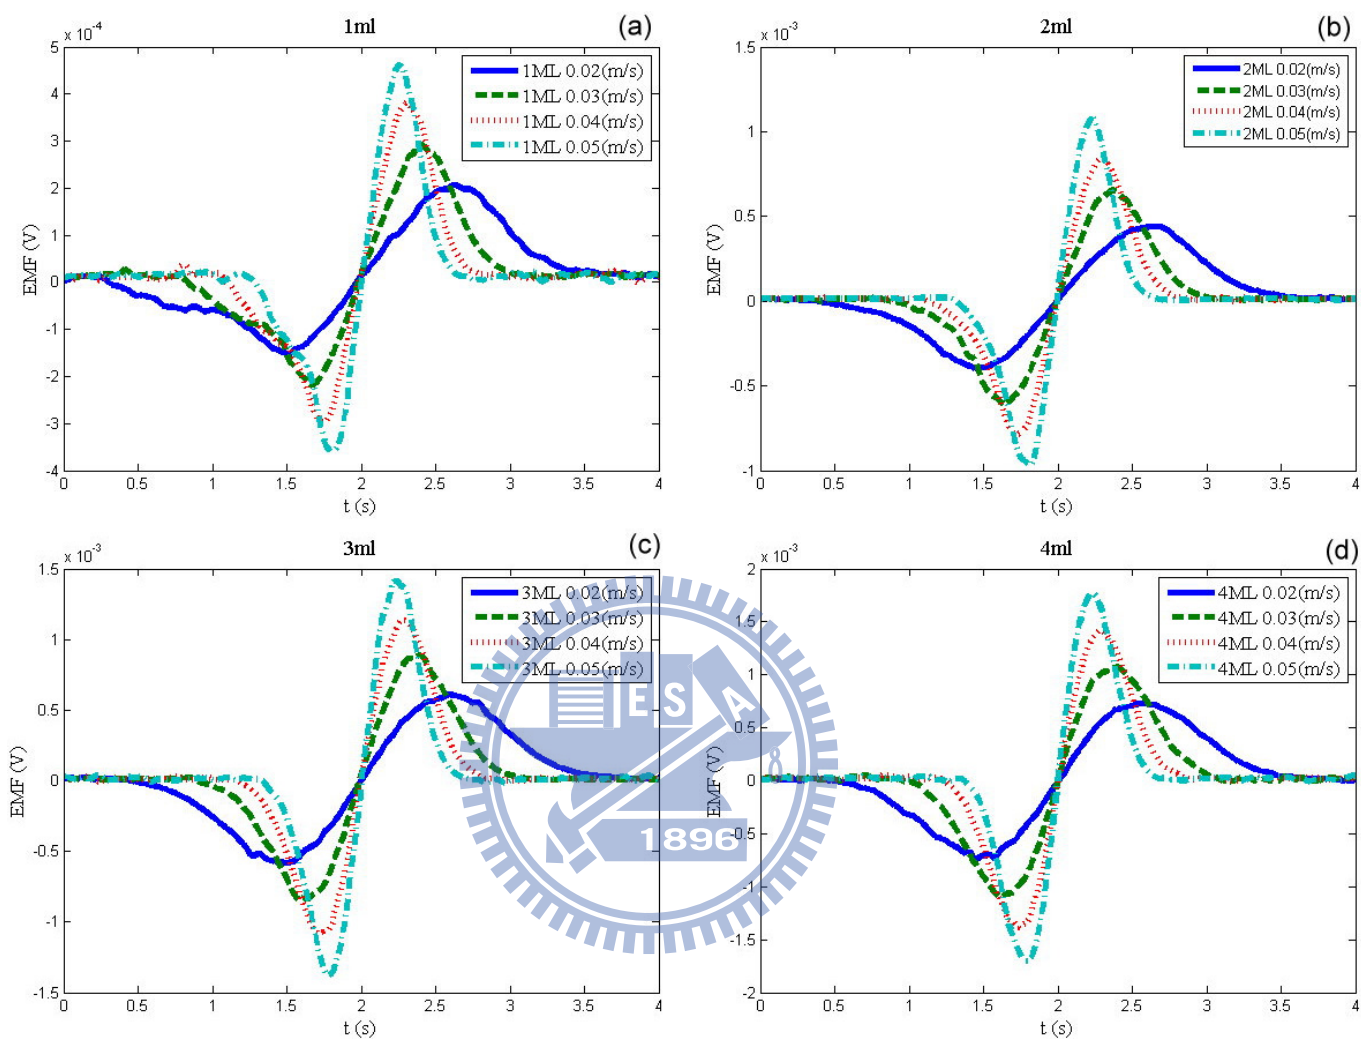 x 10⁻⁴
1ml
(a)
5
4
3
2
1
0
-1
-2
-3
-4
EMF (V)
1ML 0.02(m/s)
1ML 0.03(m/s)
1ML 0.04(m/s)
1ML 0.05(m/s)
0 0.5 1 1.5 2 2.5 3 3.5 4
t (s)
x 10⁻³
2ml
(b)
1.5
1
0.5
0
-0.5
-1
EMF (V)
2ML 0.02(m/s)
2ML 0.03(m/s)
2ML 0.04(m/s)
2ML 0.05(m/s)
0 0.5 1 1.5 2 2.5 3 3.5 4
t (s)
x 10⁻³
3ml
(c)
1.5
1
0.5
0
-0.5
-1
-1.5
EMF (V)
3ML 0.02(m/s)
3ML 0.03(m/s)
3ML 0.04(m/s)
3ML 0.05(m/s)
0 0.5 1 1.5 2 2.5 3 3.5 4
t (s)
x 10⁻³
4ml
(d)
2
1.5
1
0.5
0
-0.5
-1
-1.5
-2
EMF (V)
4ML 0.02(m/s)
4ML 0.03(m/s)
4ML 0.04(m/s)
4ML 0.05(m/s)
0 0.5 1 1.5 2 2.5 3 3.5 4
t (s)
E S A
1896